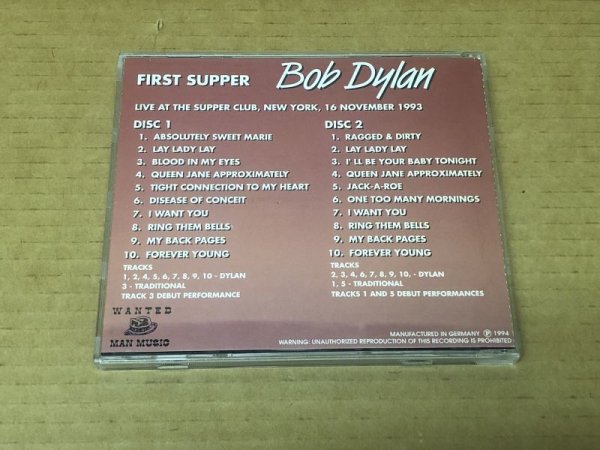 FIRST SUPPER Bob Dylan
LIVE AT THE SUPPER CLUB, NEW YORK, 16 NOVEMBER 1993
DISC 1
1. ABSOLUTELY SWEET MARIE
2. LAY LADY LAY
3. BLOOD IN MY EYES
4. QUEEN JANE APPROXIMATELY
5. TIGHT CONNECTION TO MY HEART
6. DISEASE OF CONCEIT
7. I WANT YOU
8. RING THEM BELLS
9. MY BACK PAGES
10. FOREVER YOUNG
TRACKS
1, 2, 4, 5, 6, 7, 8, 9, 10 - DYLAN
3 - TRADITIONAL
TRACK 3 DEBUT PERFORMANCE
DISC 2
1. RAGGED & DIRTY
2. LAY LADY LAY
3. I'LL BE YOUR BABY TONIGHT
4. QUEEN JANE APPROXIMATELY
5. JACK-A-ROE
6. ONE TOO MANY MORNINGS
7. I WANT YOU
8. RING THEM BELLS
9. MY BACK PAGES
10. FOREVER YOUNG
TRACKS
2, 3, 4, 6, 7, 8, 9, 10, - DYLAN
1, 5 - TRADITIONAL
TRACKS 1 AND 5 DEBUT PERFORMANCES
WANTED
MAN MUSIC
MANUFACTURED IN GERMANY ℗ 1994
WARNING: UNAUTHORIZED REPRODUCTION OF THIS RECORDING IS PROHIBITED